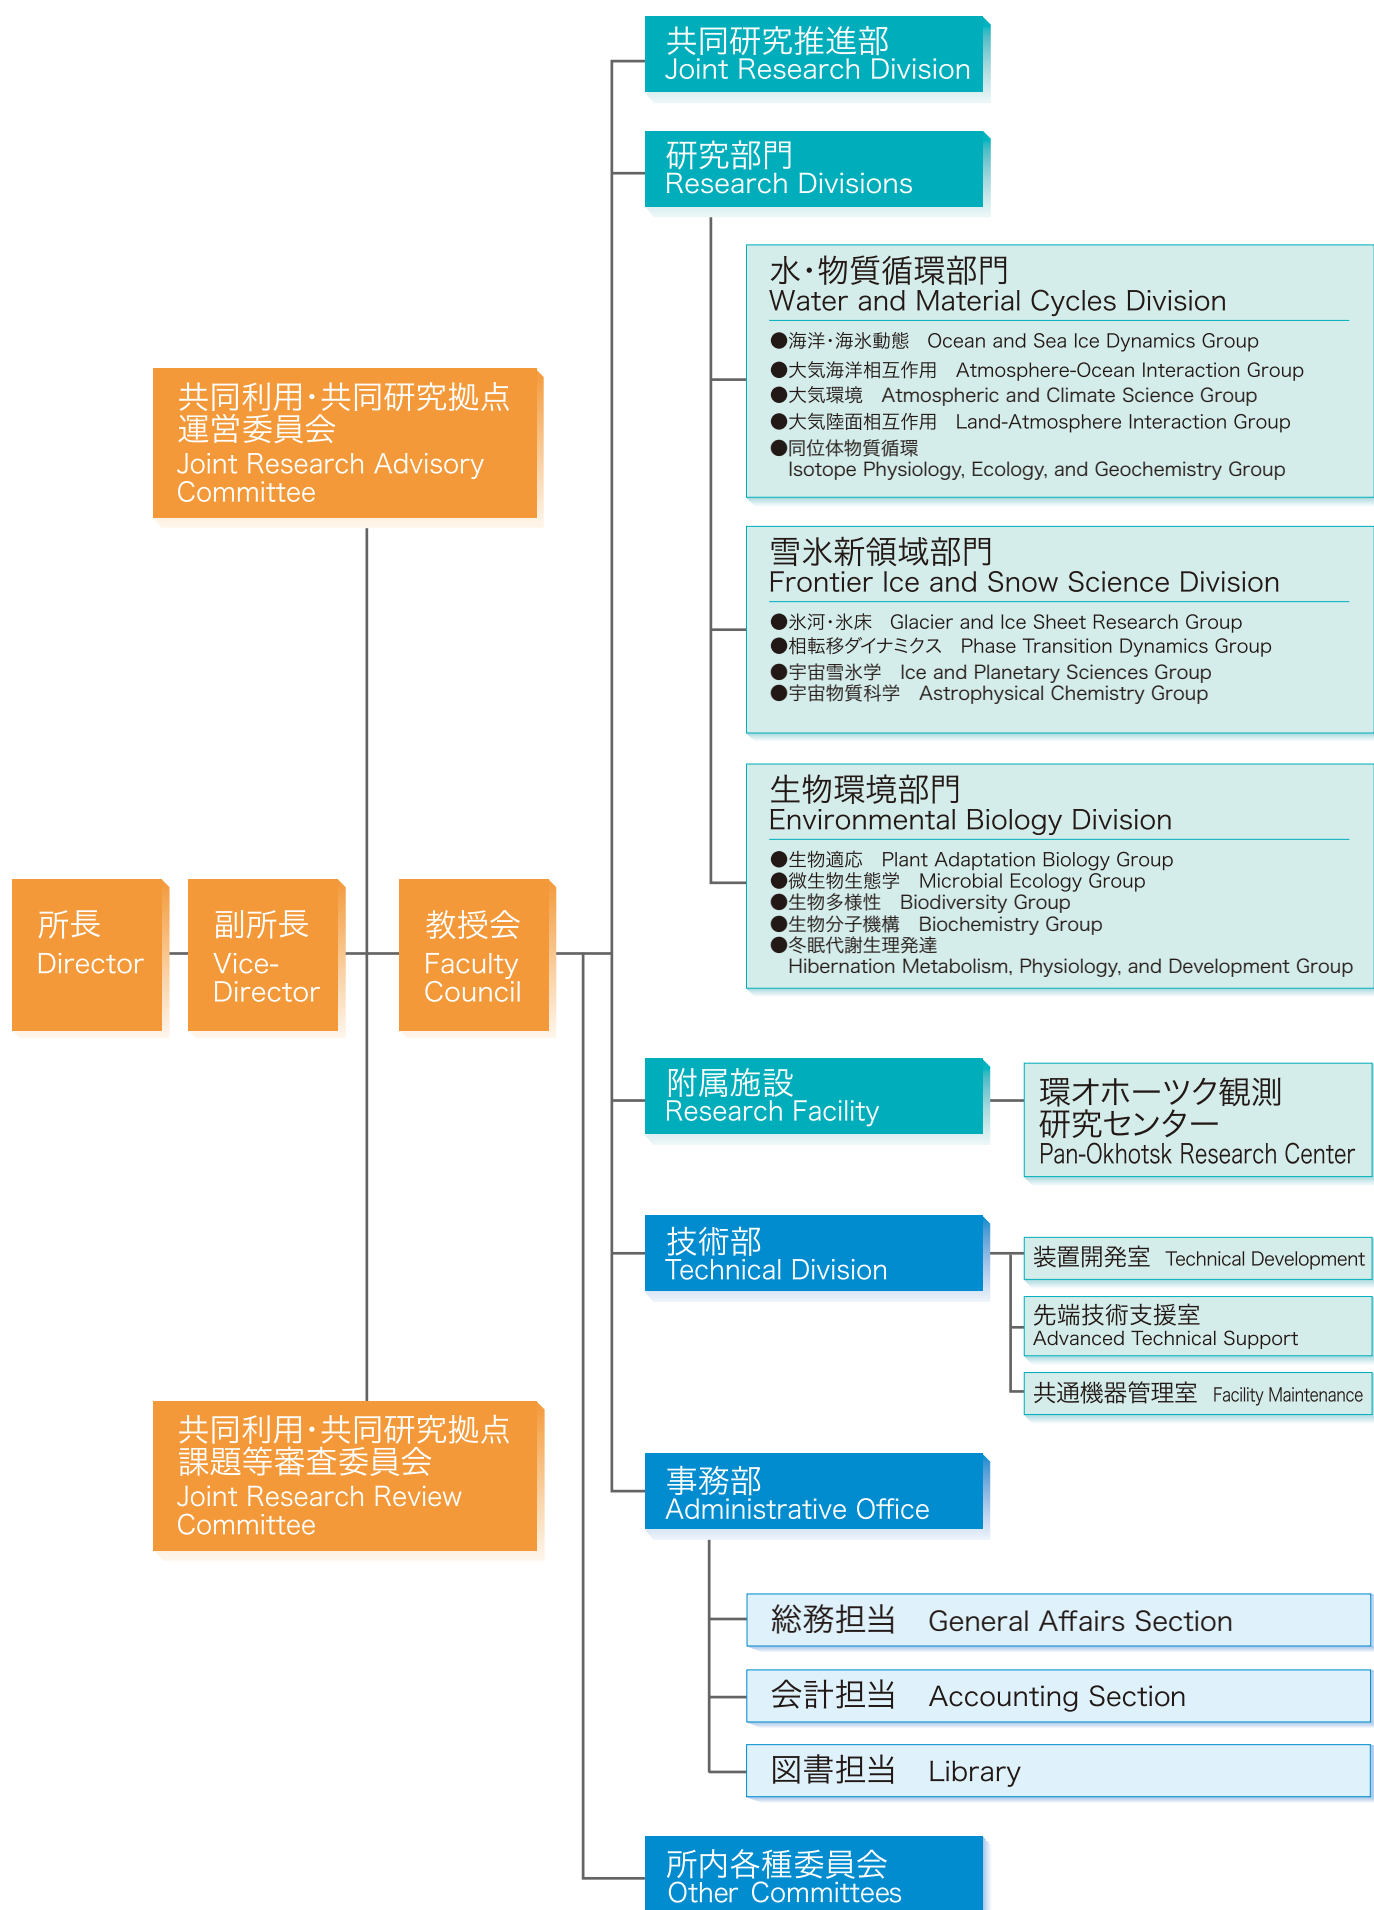 共同研究推進部
Joint Research Division
研究部門
Research Divisions
水・物質循環部門
Water and Material Cycles Division
●海洋・海氷動態　Ocean and Sea Ice Dynamics Group
●大気海洋相互作用　Atmosphere-Ocean Interaction Group
●大気環境　Atmospheric and Climate Science Group
●大気陸面相互作用　Land-Atmosphere Interaction Group
●同位体物質循環
Isotope Physiology, Ecology, and Geochemistry Group
雪氷新領域部門
Frontier Ice and Snow Science Division
●氷河・氷床　Glacier and Ice Sheet Research Group
●相転移ダイナミクス　Phase Transition Dynamics Group
●宇宙雪氷学　Ice and Planetary Sciences Group
●宇宙物質科学　Astrophysical Chemistry Group
生物環境部門
Environmental Biology Division
●生物適応　Plant Adaptation Biology Group
●微生物生態学　Microbial Ecology Group
●生物多様性　Biodiversity Group
●生物分子機構　Biochemistry Group
●冬眠代謝生理発達
Hibernation Metabolism, Physiology, and Development Group
共同利用・共同研究拠点
運営委員会
Joint Research Advisory
Committee
所長
Director
副所長
Vice-
Director
教授会
Faculty
Council
共同利用・共同研究拠点
課題等審査委員会
Joint Research Review
Committee
附属施設
Research Facility
環オホーツク観測
研究センター
Pan-Okhotsk Research Center
技術部
Technical Division
装置開発室　Technical Development
先端技術支援室
Advanced Technical Support
共通機器管理室　Facility Maintenance
事務部
Administrative Office
総務担当　General Affairs Section
会計担当　Accounting Section
図書担当　Library
所内各種委員会
Other Committees